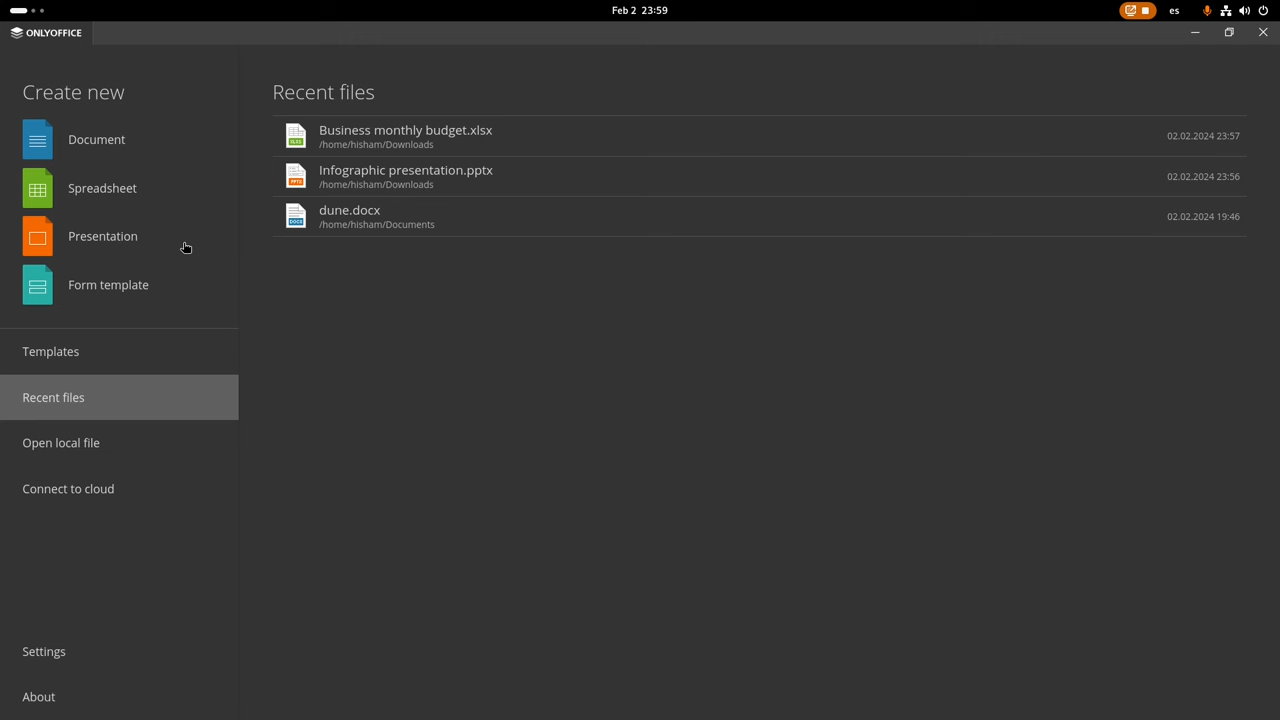 Feb 2 23:59
es
ONLYOFFICE
Create new
Document
Spreadsheet
Presentation
Form template
Templates
Recent files
Open local file
Connect to cloud
Settings
About
Recent files
XLSX
Business monthly budget.xlsx
/home/hisham/Downloads
02.02.2024 23:57
PPTX
Infographic presentation.pptx
/home/hisham/Downloads
02.02.2024 23:56
DOCX
dune.docx
/home/hisham/Documents
02.02.2024 19:46